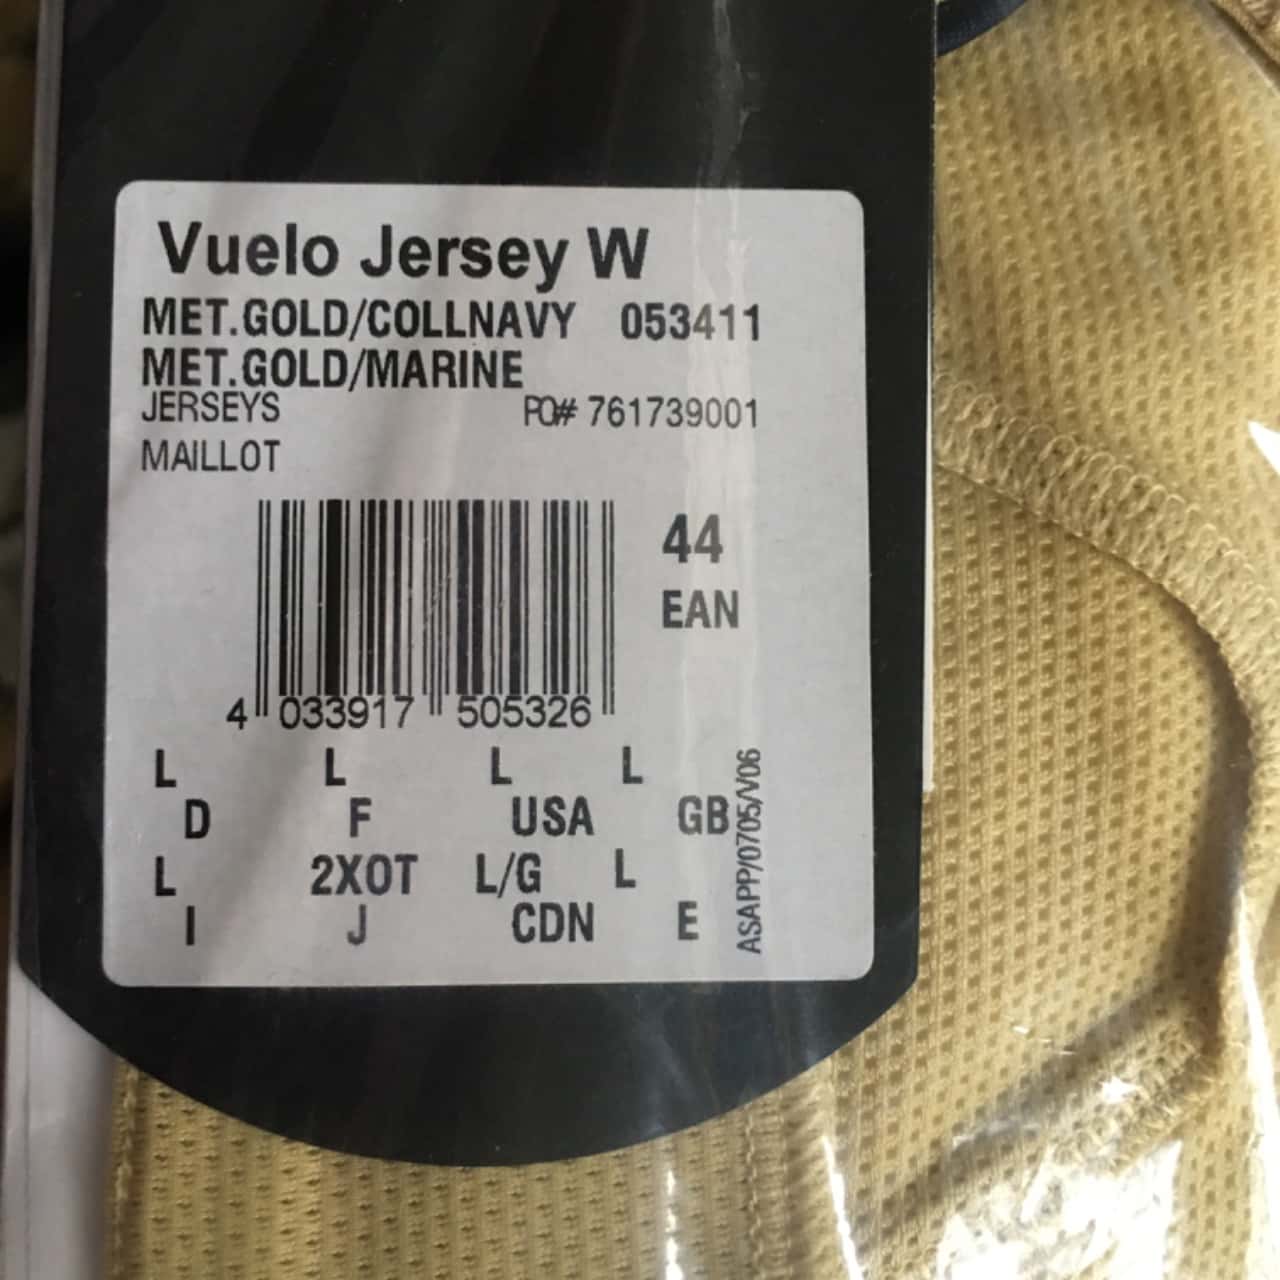 Vuelo Jersey W
MET.GOLD/COLLNAVY 053411
MET.GOLD/MARINE
JERSEYS PO# 761739001
MAILLOT
44
EAN
4 033917 505326
L L L L
D F USA GB
L 2XOT L/G L
I J CDN E
ASAPP/0705/V06